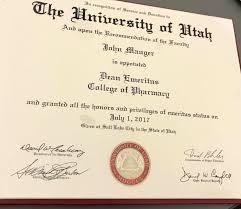 In recognition of Service and Devotion to
The University of Utah
And upon the Recommendation of the Faculty
John Mauger
is appointed
Dean Emeritus
College of Pharmacy
and granted all the honors and privileges of emeritus status on
July 1, 2017
Given at Salt Lake City in the State of Utah